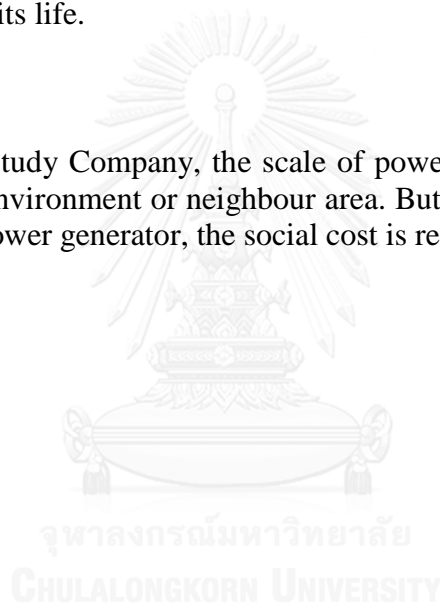 its life.
tudy Company, the scale of powe
nvironment or neighbour area. But
ower generator, the social cost is re
จุฬาลงกรณ์มหาวิทยาลัย
CHULALONGKORN UNIVERSITY